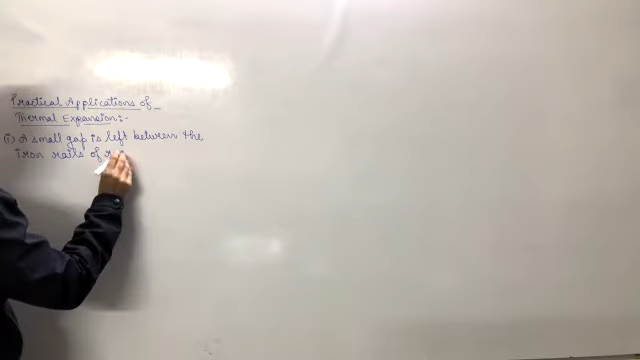 Practical Applications of
Thermal Expansion:-
(i) A small gap is left between the
iron rails of